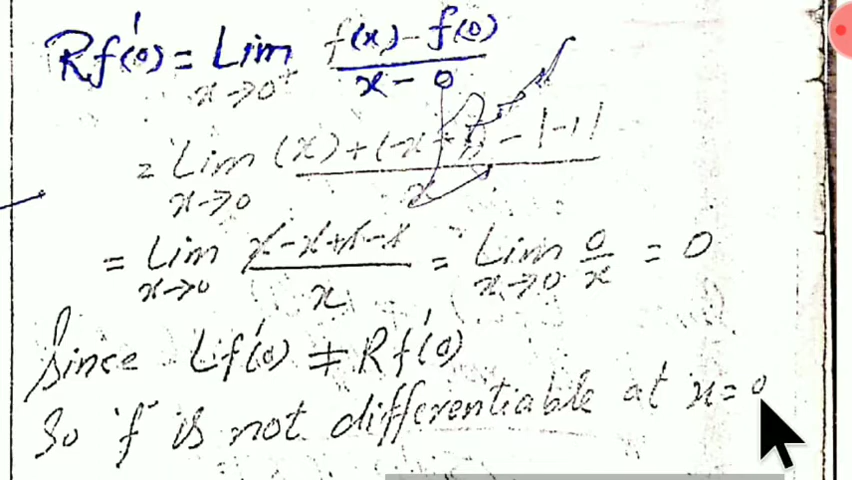 Rf'(0) = Lim x→0+ f(x) - f(0) / x - 0
= Lim x→0 (x) + (-x + 1) - |-1| / x
= Lim x→0 x - x + x - x / x = Lim x→0 0/x = 0
Since Lf'(0) ≠ Rf'(0)
So 'f' is not differentiable at x = 0